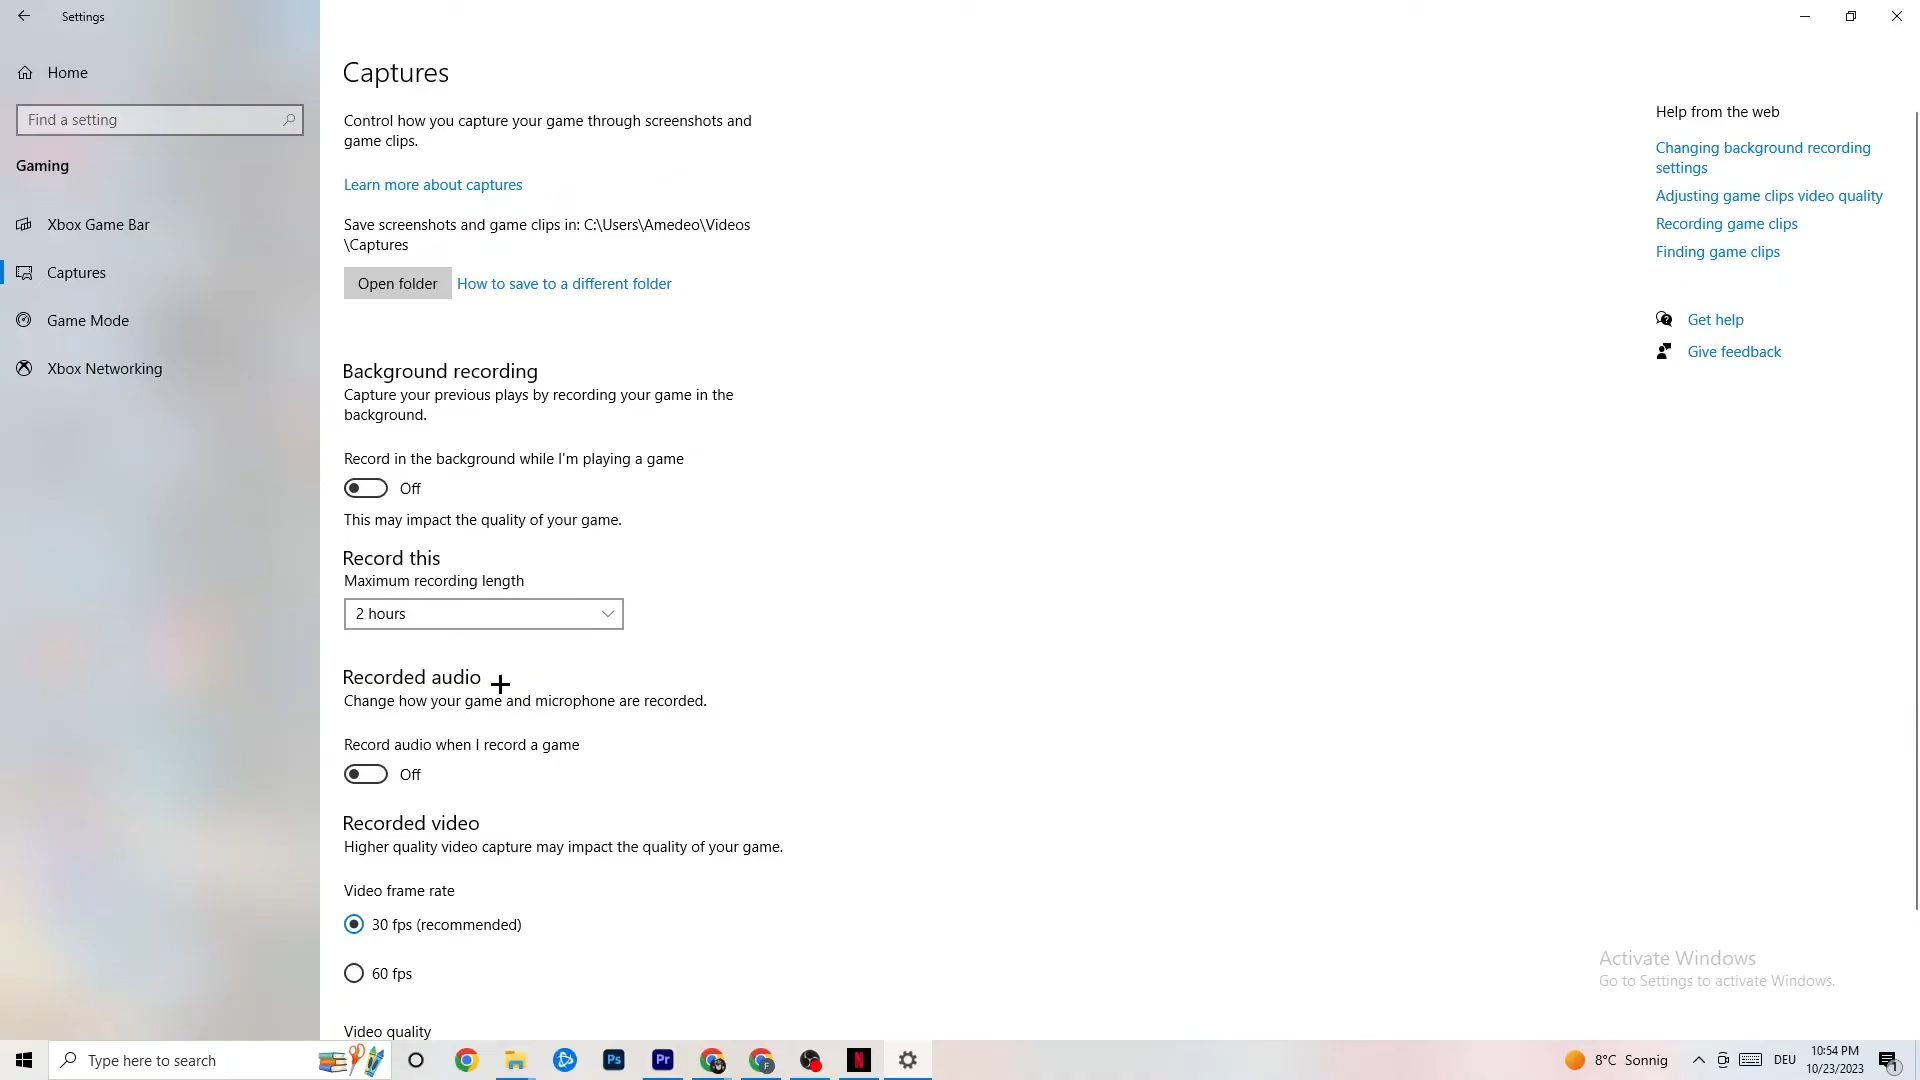 Settings
Home
Find a setting
Gaming
Xbox Game Bar
Captures
Game Mode
Xbox Networking
Captures
Control how you capture your game through screenshots and
game clips.
Learn more about captures
Save screenshots and game clips in: C:\Users\Amedeo\Videos
\Captures
Open folder
How to save to a different folder
Background recording
Capture your previous plays by recording your game in the
background.
Record in the background while I'm playing a game
Off
This may impact the quality of your game.
Record this
Maximum recording length
2 hours
Recorded audio
Change how your game and microphone are recorded.
Record audio when I record a game
Off
Recorded video
Higher quality video capture may impact the quality of your game.
Video frame rate
30 fps (recommended)
60 fps
Video quality
Help from the web
Changing background recording
settings
Adjusting game clips video quality
Recording game clips
Finding game clips
Get help
Give feedback
Activate Windows
Go to Settings to activate Windows.
Type here to search
Ps
Pr
F
N
8°C Sonnig
DEU
10:54 PM
10/23/2023
1